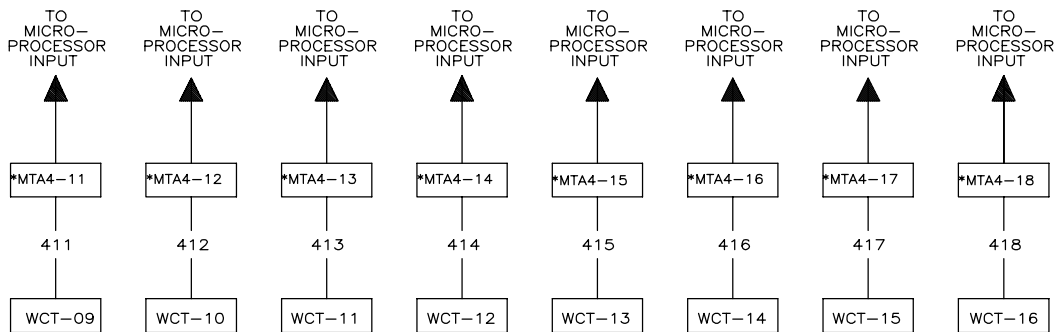 TO TO TO TO TO TO TO TO
MICRO– MICRO– MICRO– MICRO– MICRO– MICRO– MICRO– MICRO–
PROCESSOR PROCESSOR PROCESSOR PROCESSOR PROCESSOR PROCESSOR PROCESSOR PROCESSOR
INPUT INPUT INPUT INPUT INPUT INPUT INPUT INPUT
*MTA4–11 *MTA4–12 *MTA4–13 *MTA4–14 *MTA4–15 *MTA4–16 *MTA4–17 *MTA4–18
411 412 413 414 415 416 417 418
WCT–09 WCT–10 WCT–11 WCT–12 WCT–13 WCT–14 WCT–15 WCT–16